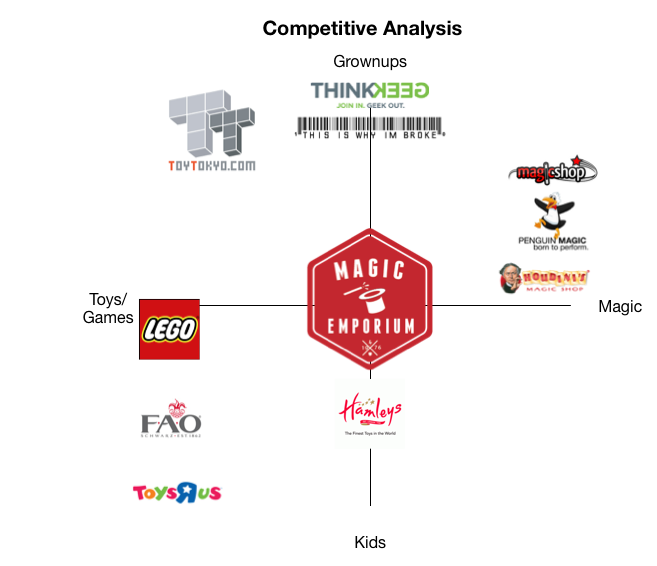 Competitive Analysis
Grownups
THINKGEEK
JOIN IN. GEEK OUT.
THIS IS WHY IM BROKE
TT
TOYTOKYO.COM
magicshop
PENGUIN MAGIC
born to perform.
HOUDINI'S
MAGIC SHOP
MAGIC
EMPORIUM
Toys/
Games
LEGO
Magic
Hamleys
The Finest Toys in the World
FAO
SCHWARZ•EST 1862
TOYSЯUS
Kids